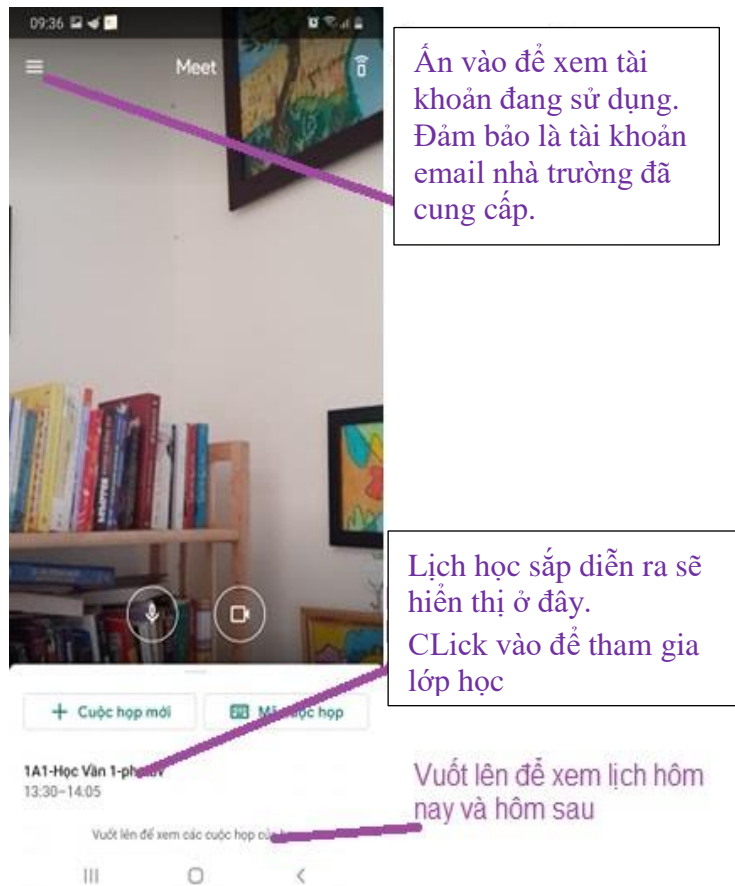 09:36
Meet
Ấn vào để xem tài
khoản đang sử dụng.
Đảm bảo là tài khoản
email nhà trường đã
cung cấp.
Lịch học sắp diễn ra sẽ
hiển thị ở đây.
CLick vào để tham gia
lớp học
+ Cuộc họp mới
Mã cuộc họp
1A1-Học Vần 1-
13:30–14:05
Vuốt lên để xem lịch hôm
nay và hôm sau
Vuốt lên để xem các cuộc họp của